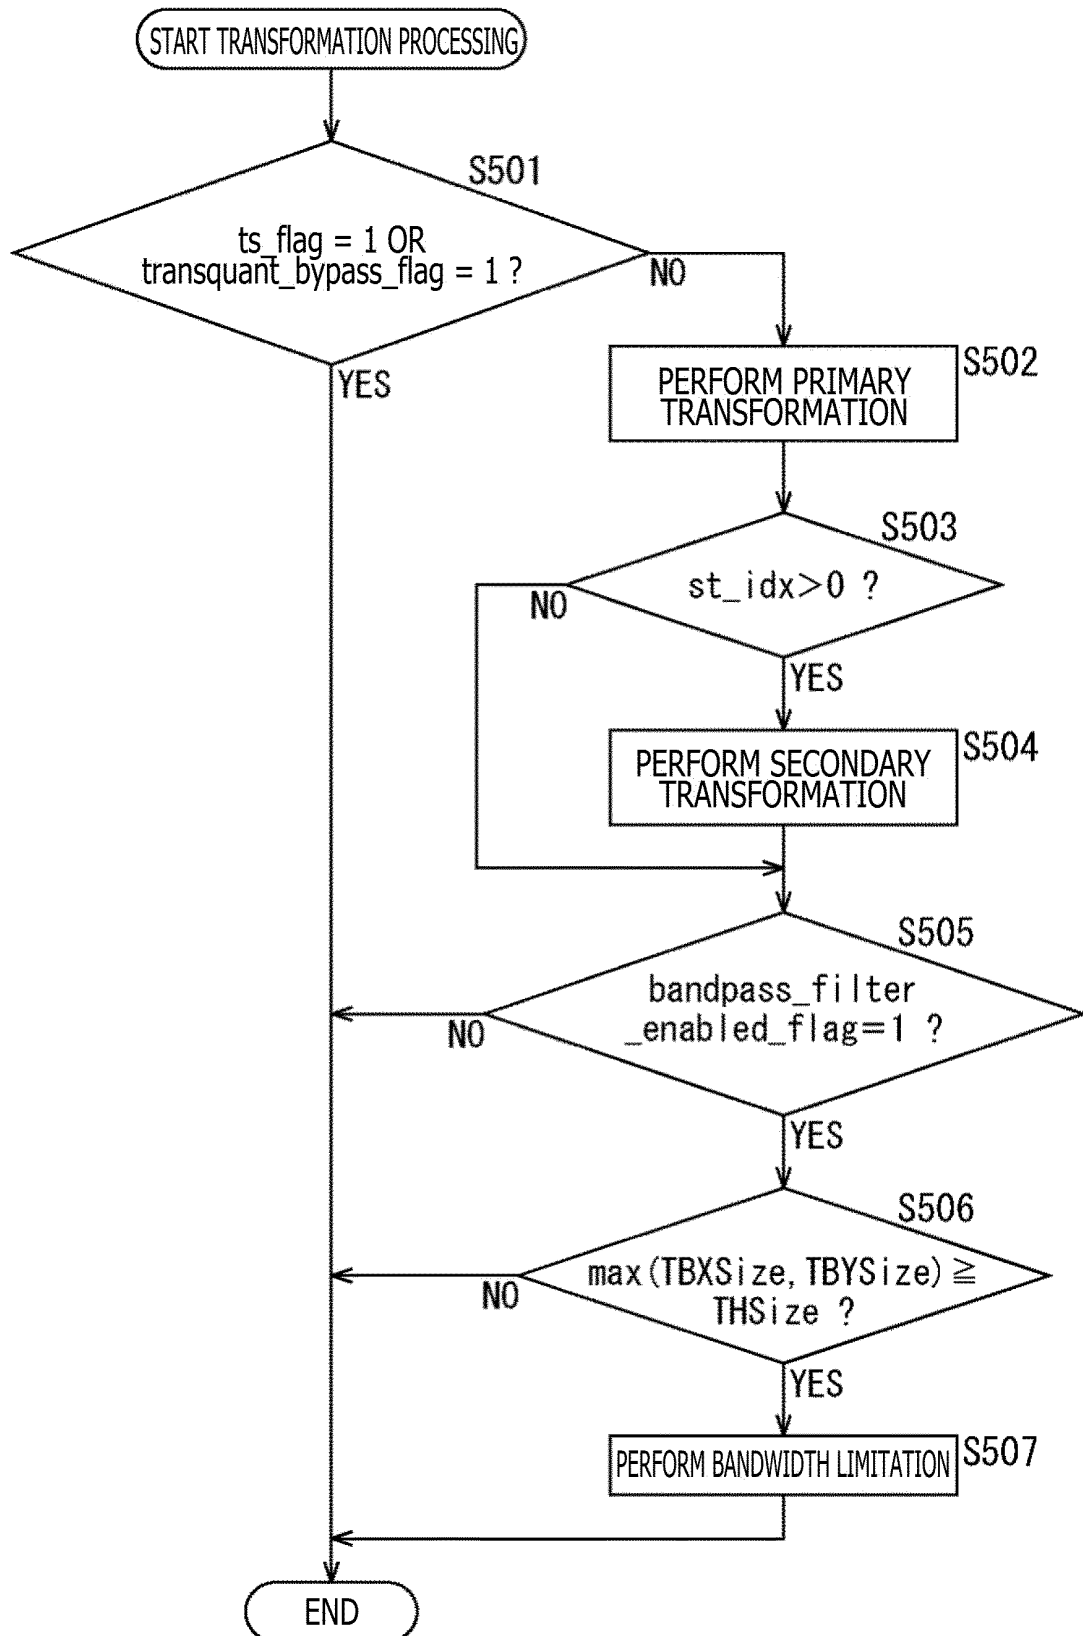 START TRANSFORMATION PROCESSING
S501
ts_flag = 1 OR
transquant_bypass_flag = 1 ?
NO
YES
S502
PERFORM PRIMARY
TRANSFORMATION
S503
st_idx>0 ?
NO
YES
S504
PERFORM SECONDARY
TRANSFORMATION
S505
bandpass_filter
_enabled_flag=1 ?
NO
YES
S506
max(TBXSize, TBYSize)≧
THSize ?
NO
YES
S507
PERFORM BANDWIDTH LIMITATION
END